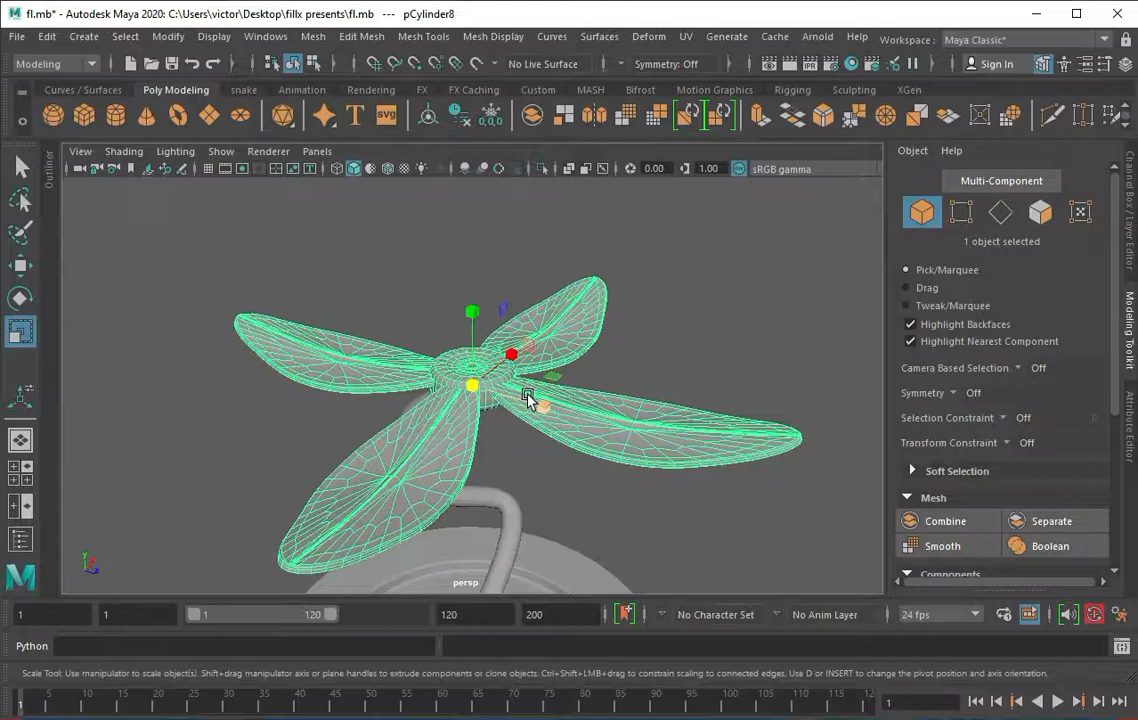 fl.mb* - Autodesk Maya 2020: C:\Users\victor\Desktop\fillx presents\fl.mb --- pCylinder8
File Edit Create Select Modify Display Windows Mesh Edit Mesh Mesh Tools Mesh Display Curves Surfaces Deform UV Generate Cache Arnold Help Workspace : Maya Classic*
Modeling No Live Surface Symmetry: Off Sign In
Curves / Surfaces Poly Modeling snake Animation Rendering FX FX Caching Custom MASH Bifrost Motion Graphics Rigging Sculpting XGen
T SVG 0,0,0
View Shading Lighting Show Renderer Panels
0.00 1.00 sRGB gamma
Outliner
persp
Object Help
Multi-Component
1 object selected
Pick/Marquee
Drag
Tweak/Marquee
Highlight Backfaces
Highlight Nearest Component
Camera Based Selection Off
Symmetry Off
Selection Constraint Off
Transform Constraint Off
Soft Selection
Mesh
Combine Separate
Smooth Boolean
Components
Channel Box / Layer Editor
Modeling Toolkit
Attribute Editor
1 1 1 120 120 200 No Character Set No Anim Layer 24 fps
Python
Scale Tool: Use manipulator to scale object(s). Shift+drag manipulator axis or plane handles to extrude components or clone objects. Ctrl+Shift+LMB+drag to constrain scaling to connected edges. Use D or INSERT to change the pivot position and axis orientation.
1 5 10 15 20 25 30 35 40 45 50 55 60 65 70 75 80 85 90 95 100 105 110 115 12 1